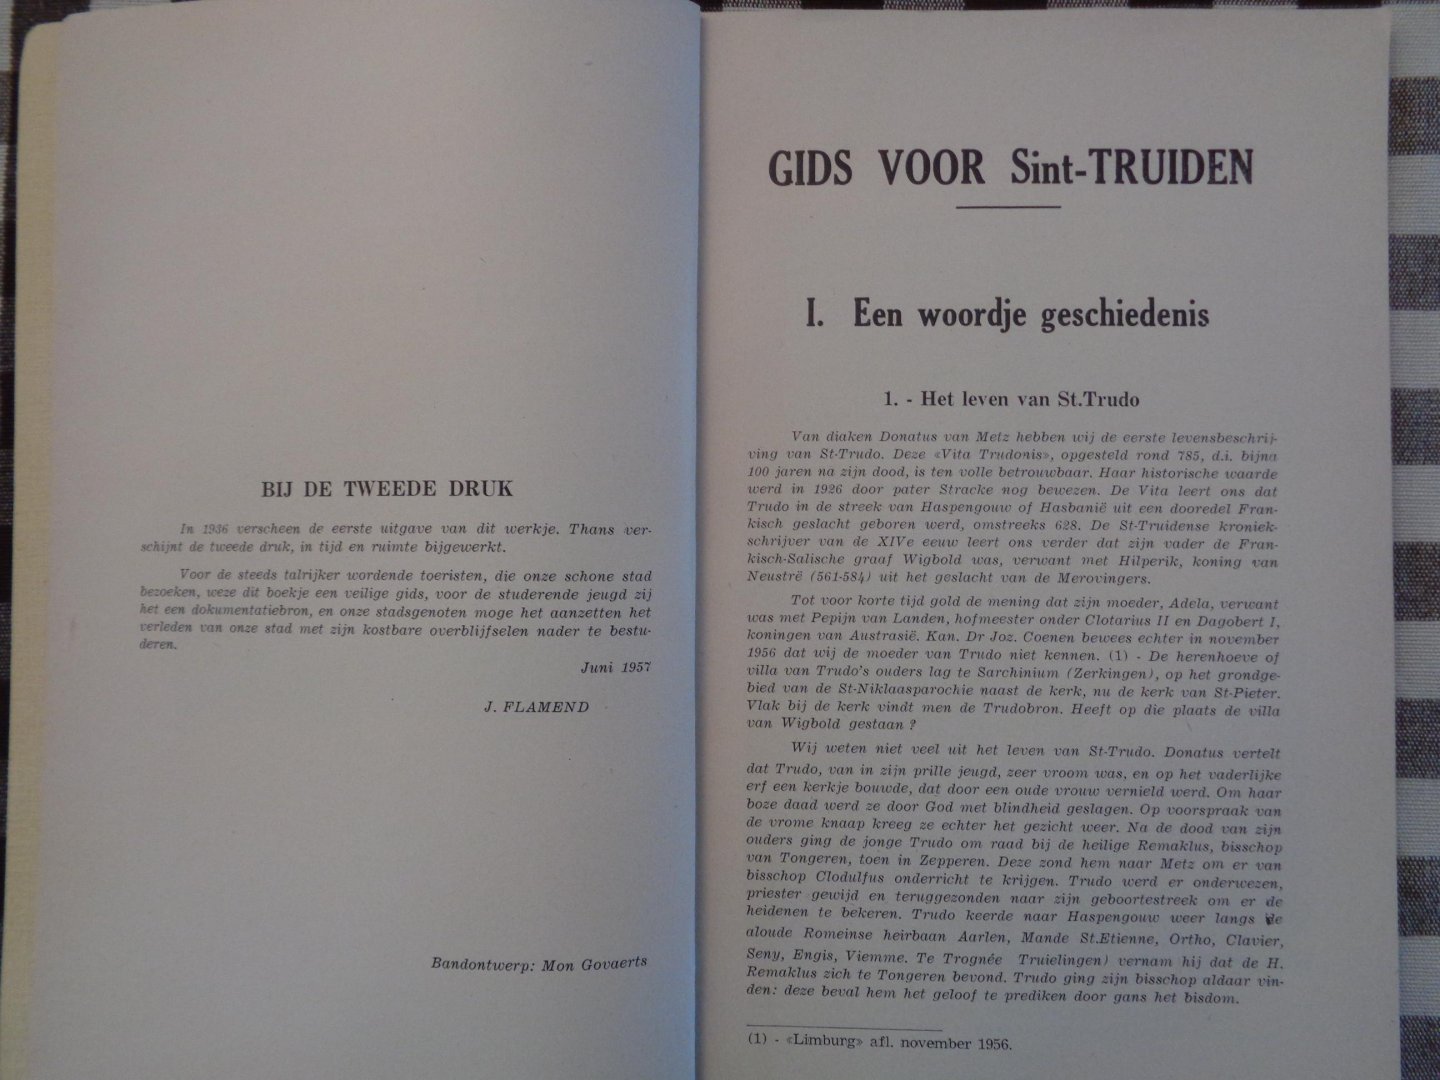 BIJ DE TWEEDE DRUK
In 1936 verscheen de eerste uitgave van dit werkje. Thans ver-
schijnt de tweede druk, in tijd en ruimte bijgewerkt.
Voor de steeds talrijker wordende toeristen, die onze schone stad
bezoeken, weze dit boekje een veilige gids, voor de studerende jeugd zij
het een dokumentatiebron, en onze stadsgenoten moge het aanzetten het
verleden van onze stad met zijn kostbare overblijfselen nader te bestu-
deren.
Juni 1957
J. FLAMEND
Bandontwerp: Mon Govaerts
GIDS VOOR Sint-TRUIDEN
I. Een woordje geschiedenis
1. - Het leven van St.Trudo
Van diaken Donatus van Metz hebben wij de eerste levensbeschrij-
ving van St-Trudo. Deze «Vita Trudonis», opgesteld rond 785, d.i. bijna
100 jaren na zijn dood, is ten volle betrouwbaar. Haar historische waarde
werd in 1926 door pater Stracke nog bewezen. De Vita leert ons dat
Trudo in de streek van Haspengouw of Hasbanië uit een dooredel Fran-
kisch geslacht geboren werd, omstreeks 628. De St-Truidense kroniek-
schrijver van de XIVe eeuw leert ons verder dat zijn vader de Fran-
kisch-Salische graaf Wigbold was, verwant met Hilperik, koning van
Neustrë (561-584) uit het geslacht van de Merovingers.
Tot voor korte tijd gold de mening dat zijn moeder, Adela, verwant
was met Pepijn van Landen, hofmeester onder Clotarius II en Dagobert I,
koningen van Austrasië. Kan. Dr Joz. Coenen bewees echter in november
1956 dat wij de moeder van Trudo niet kennen. (1) - De herenhoeve of
villa van Trudo's ouders lag te Sarchinium (Zerkingen), op het grondge-
bied van de St-Niklaasparochie naast de kerk, nu de kerk van St-Pieter.
Vlak bij de kerk vindt men de Trudobron. Heeft op die plaats de villa
van Wigbold gestaan ?
Wij weten niet veel uit het leven van St-Trudo. Donatus vertelt
dat Trudo, van in zijn prille jeugd, zeer vroom was, en op het vaderlijke
erf een kerkje bouwde, dat door een oude vrouw vernield werd. Om haar
boze daad werd ze door God met blindheid geslagen. Op voorspraak van
de vrome knaap kreeg ze echter het gezicht weer. Na de dood van zijn
ouders ging de jonge Trudo om raad bij de heilige Remaklus, bisschop
van Tongeren, toen in Zepperen. Deze zond hem naar Metz om er van
bisschop Clodulfus onderricht te krijgen. Trudo werd er onderwezen,
priester gewijd en teruggezonden naar zijn geboortestreek om er de
heidenen te bekeren. Trudo keerde naar Haspengouw weer langs de
aloude Romeinse heirbaan Aarlen, Mande St.Etienne, Ortho, Clavier,
Seny, Engis, Viemme. Te Trognée Truielingen) vernam hij dat de H.
Remaklus zich te Tongeren bevond. Trudo ging zijn bisschop aldaar vin-
den: deze beval hem het geloof te prediken door gans het bisdom.
(1) - «Limburg» afl. november 1956.